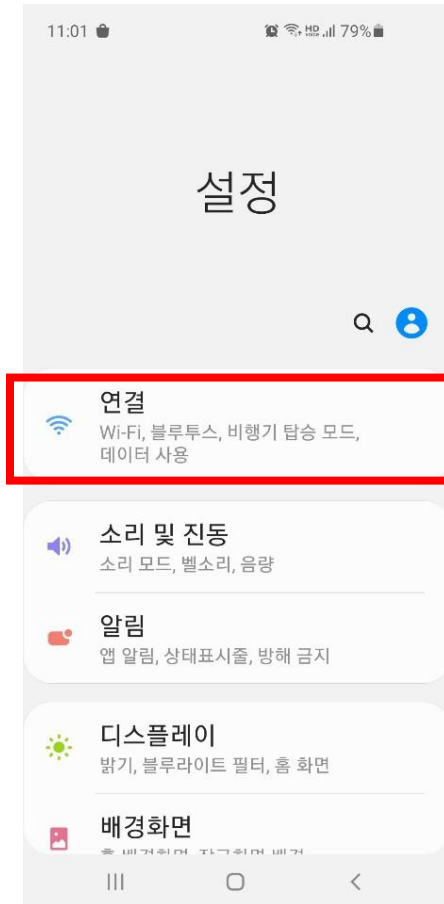 11:01
HD voice 79%
설정
연결
Wi-Fi, 블루투스, 비행기 탑승 모드,
데이터 사용
소리 및 진동
소리 모드, 벨소리, 음량
알림
앱 알림, 상태표시줄, 방해 금지
디스플레이
밝기, 블루라이트 필터, 홈 화면
배경화면